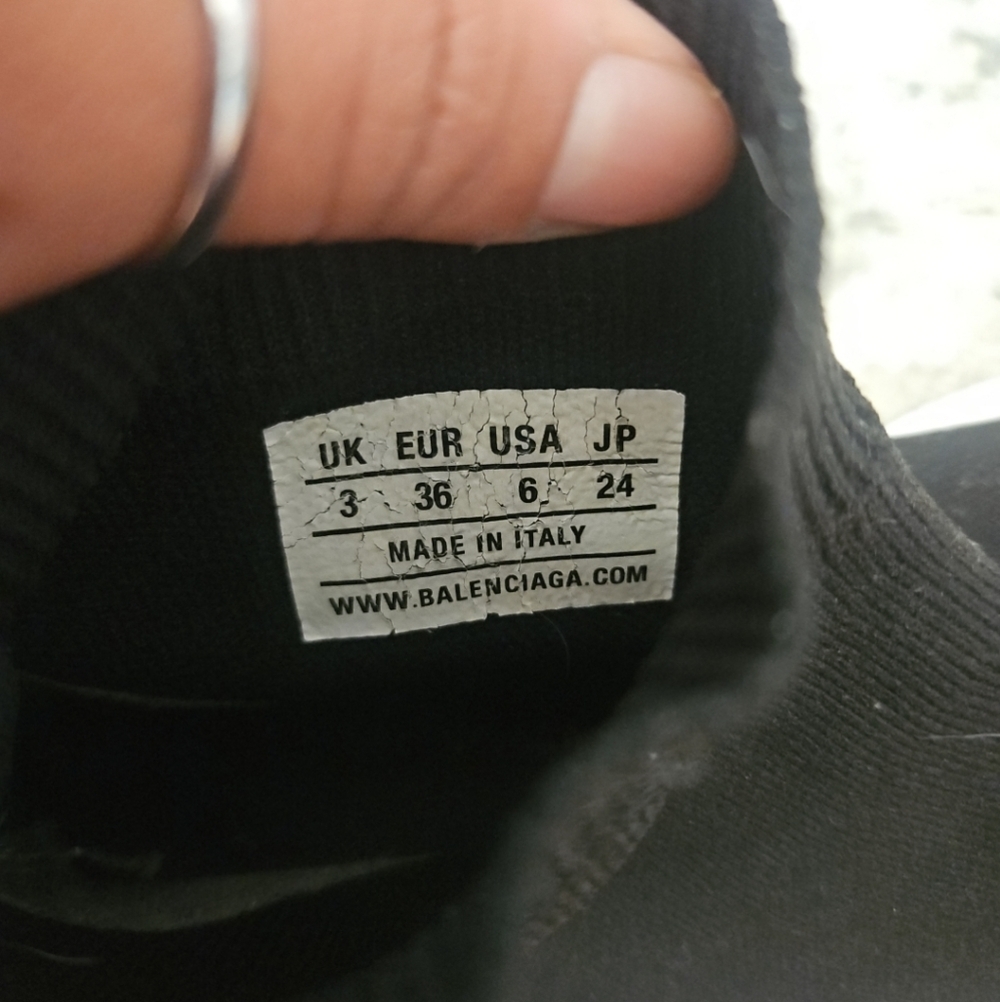 UK EUR USA JP
3 36 6 24
MADE IN ITALY
WWW.BALENCIAGA.COM